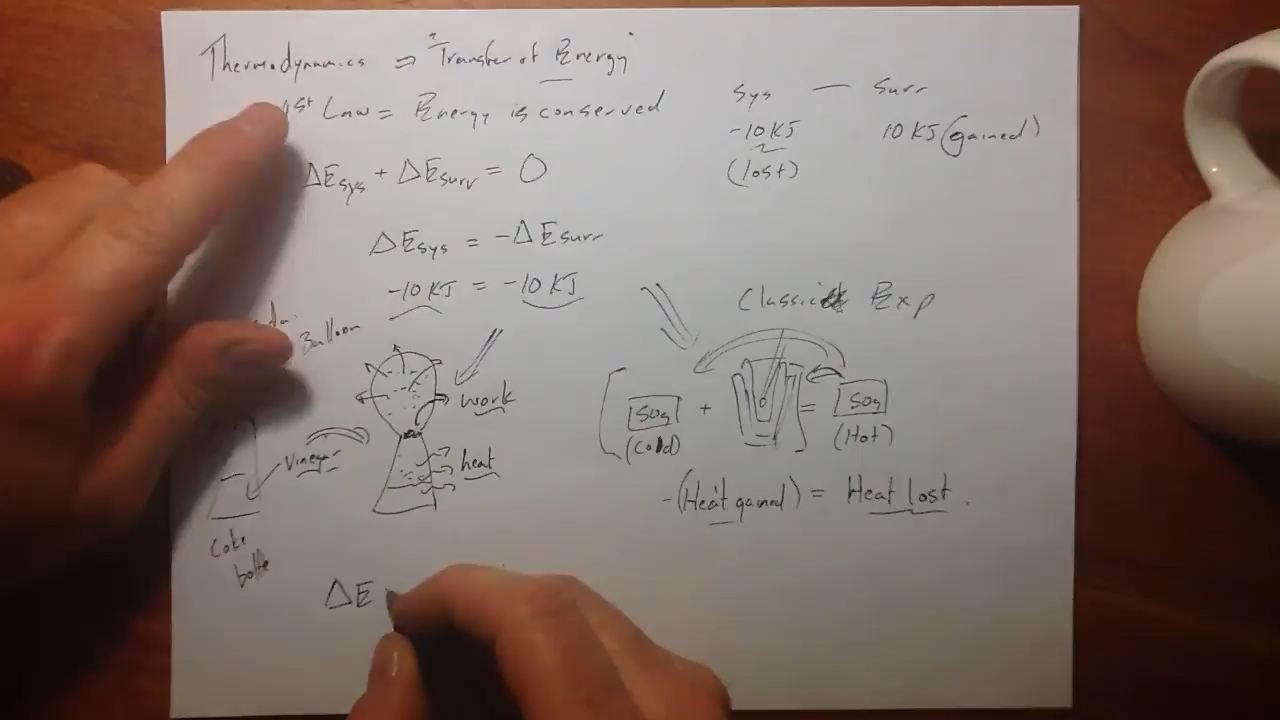 Thermodynamics ⇒ "Transfer of Energy"
1st Law = Energy is conserved
Sys — Surr
-10 KJ 10 KJ (gained)
(lost)
ΔEsys + ΔEsurr = 0
ΔEsys = -ΔEsurr
-10 KJ = -10 KJ
Classic Exp
Balloon
work
50g + = 50g
(Cold) (Hot)
Vinegar
heat
-(Heat gained) = Heat lost.
Coke
bottle
ΔE